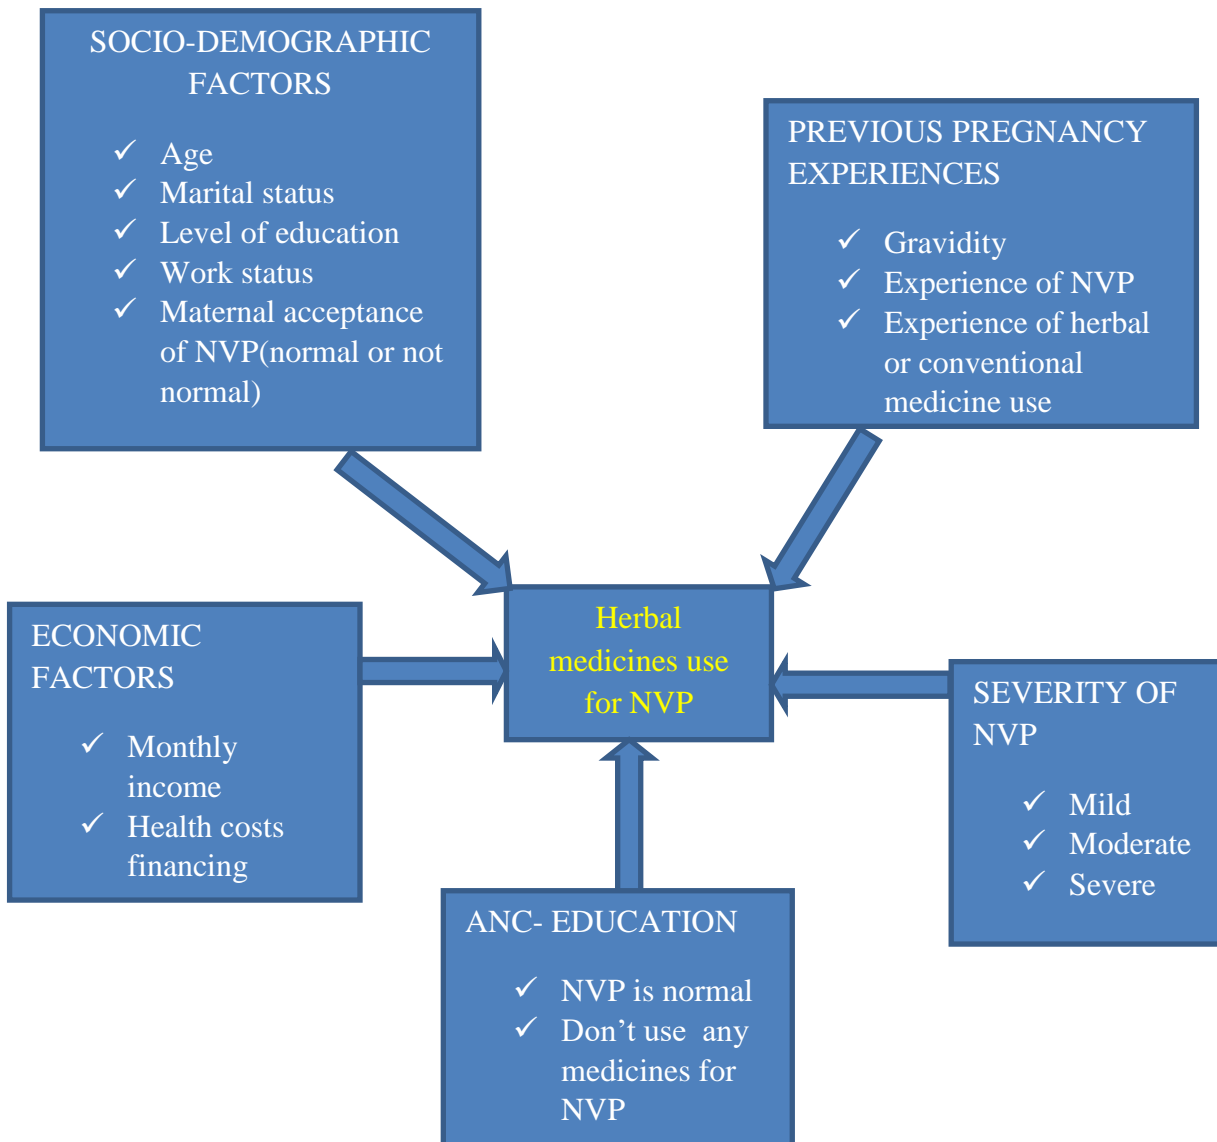 SOCIO-DEMOGRAPHIC
FACTORS
✓ Age
✓ Marital status
✓ Level of education
✓ Work status
✓ Maternal acceptance
of NVP(normal or not
normal)
PREVIOUS PREGNANCY
EXPERIENCES
✓ Gravidity
✓ Experience of NVP
✓ Experience of herbal
or conventional
medicine use
Herbal
medicines use
for NVP
ECONOMIC
FACTORS
✓ Monthly
income
✓ Health costs
financing
SEVERITY OF
NVP
✓ Mild
✓ Moderate
✓ Severe
ANC- EDUCATION
✓ NVP is normal
✓ Don’t use any
medicines for
NVP